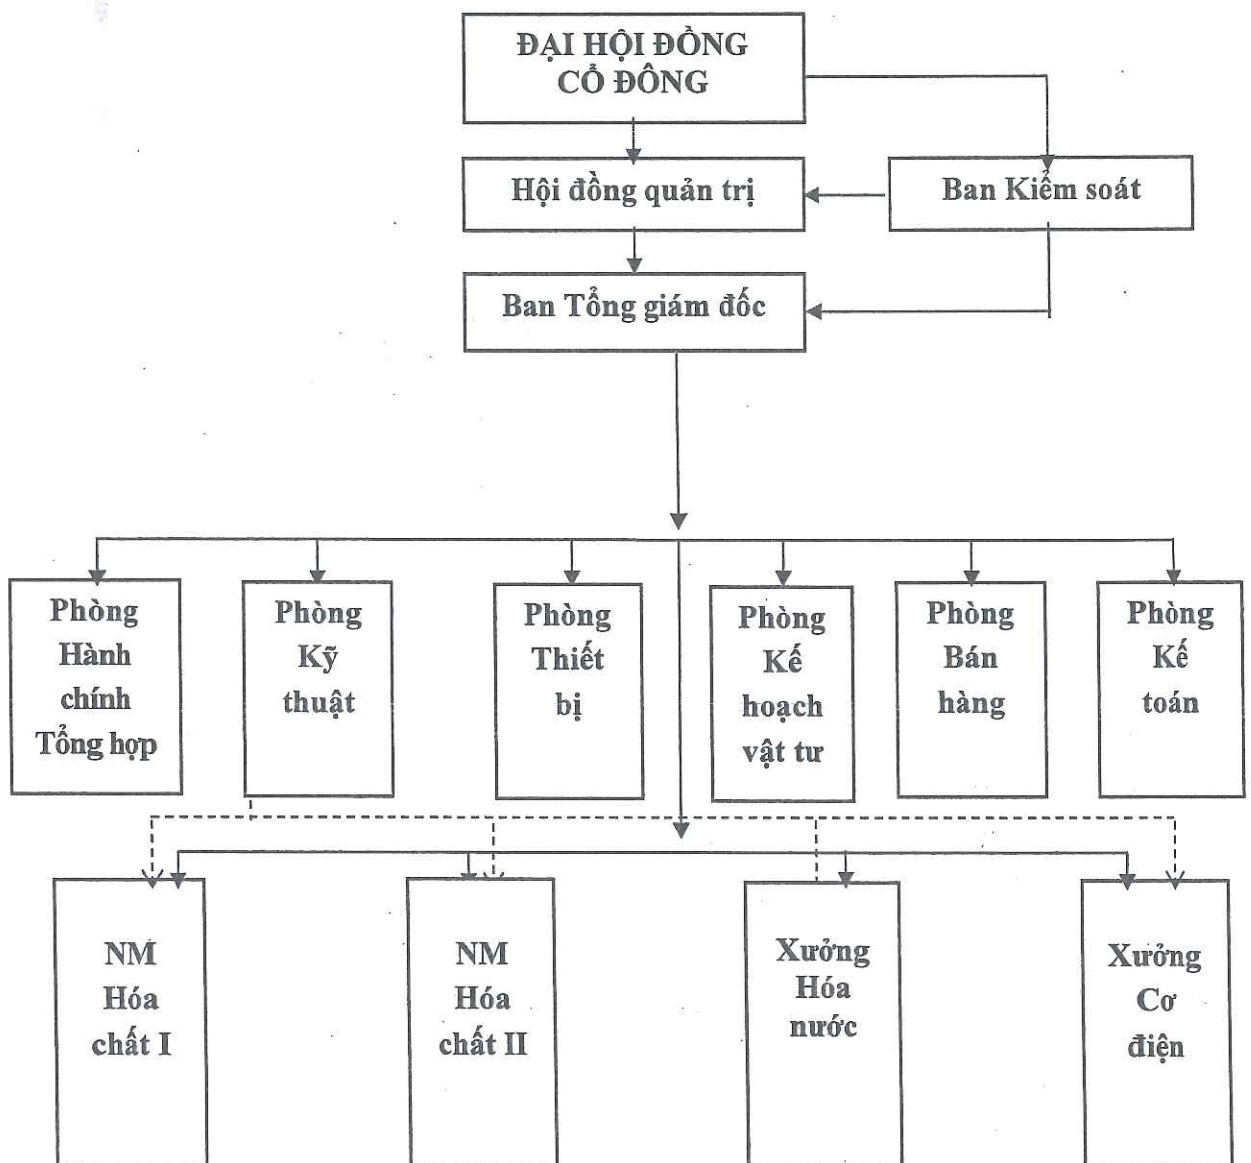 ĐẠI HỘI ĐỒNG
CỔ ĐÔNG
Hội đồng quản trị
Ban Kiểm soát
Ban Tổng giám đốc
Phòng
Hành
chính
Tổng hợp
Phòng
Kỹ
thuật
Phòng
Thiết
bị
Phòng
Kế
hoạch
vật tư
Phòng
Bán
hàng
Phòng
Kế
toán
NM
Hóa
chất I
NM
Hóa
chất II
Xưởng
Hóa
nước
Xưởng
Cơ
điện